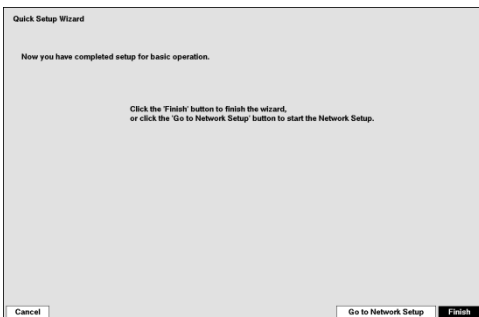 Quick Setup Wizard
Now you have completed setup for basic operation.
Click the 'Finish' button to finish the wizard,
or click the 'Go to Network Setup' button to start the Network Setup.
Cancel
Go to Network Setup
Finish